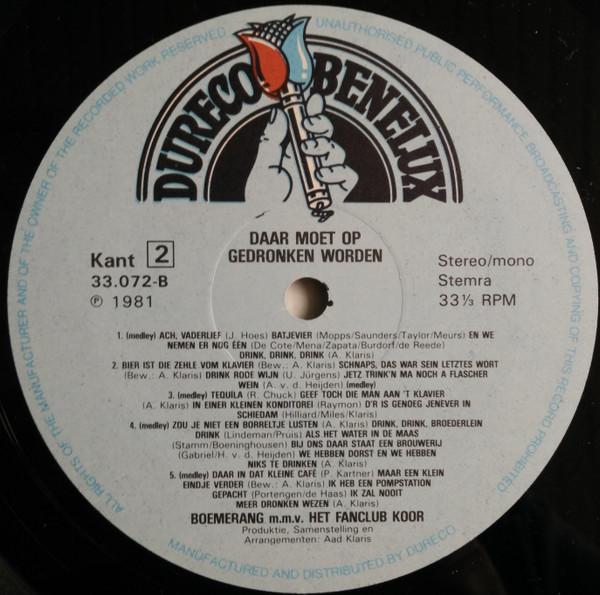 ALL RIGHTS OF THE MANUFACTURER AND OF THE OWNER OF THE RECORDED WORK RESERVED
UNAUTHORISED PUBLIC PERFORMANCE BROADCASTING AND COPYING OF THIS RECORD PROHIBITED
DURECO BENELUX
DAAR MOET OP
GEDRONKEN WORDEN
Kant 2
33.072-B
℗ 1981
Stereo/mono
Stemra
33⅓ RPM
1. (medley) ACH, VADERLIEF (J. Hoes) BATJEVIER (Mopps/Saunders/Taylor/Meurs) EN WE
NEMEN ER NOG ÉÉN (De Cote/Mena/Zapata/Burdorf/de Reede)
DRINK, DRINK, DRINK (A. Klaris)
2. BIER IST DIE ZEHLE VOM KLAVIER (Bew.: A. Klaris) SCHNAPS, DAS WAR SEIN LETZTES WORT
(Bew.: A. Klaris) DRINK RODE WIJN (U. Jürgens) JETZ TRINK'N MA NOCH A FLASCHER
WEIN (A. v. d. Heijden) (medley)
3. (medley) TEQUILA (R. Chuck) GEEF TOCH DIE MAN AAN 'T KLAVIER
(A. Klaris) IN EINER KLEINEN KONDITOREI (Raymon) D'R IS GENOEG JENEVER IN
SCHIEDAM (Hilliard/Miles/Klaris)
4. (medley) ZOU JE NIET EEN BORRELTJE LUSTEN (A. Klaris) DRINK, DRINK, BROEDERLEIN
DRINK (Lindeman/Pruis) ALS HET WATER IN DE MAAS
(Stamm/Boeninghousen) BIJ ONS DAAR STAAT EEN BROUWERIJ
(Gabriel/H. v. d. Heijden) WE HEBBEN DORST EN WE HEBBEN
NIKS TE DRINKEN (A. Klaris)
5. (medley) DAAR IN DAT KLEINE CAFÉ (P. Kartner) MAAR EEN KLEIN
EINDJE VERDER (Bew.: A. Klaris) IK HEB EEN POMPSTATION
GEPACHT (Portengen/de Haas) IK ZAL NOOIT
MEER DRONKEN WEZEN (A. Klaris)
BOEMERANG m.m.v. HET FANCLUB KOOR
Produktie, Samenstelling en
Arrangementen: Aad Klaris
MANUFACTURED AND DISTRIBUTED BY DURECO